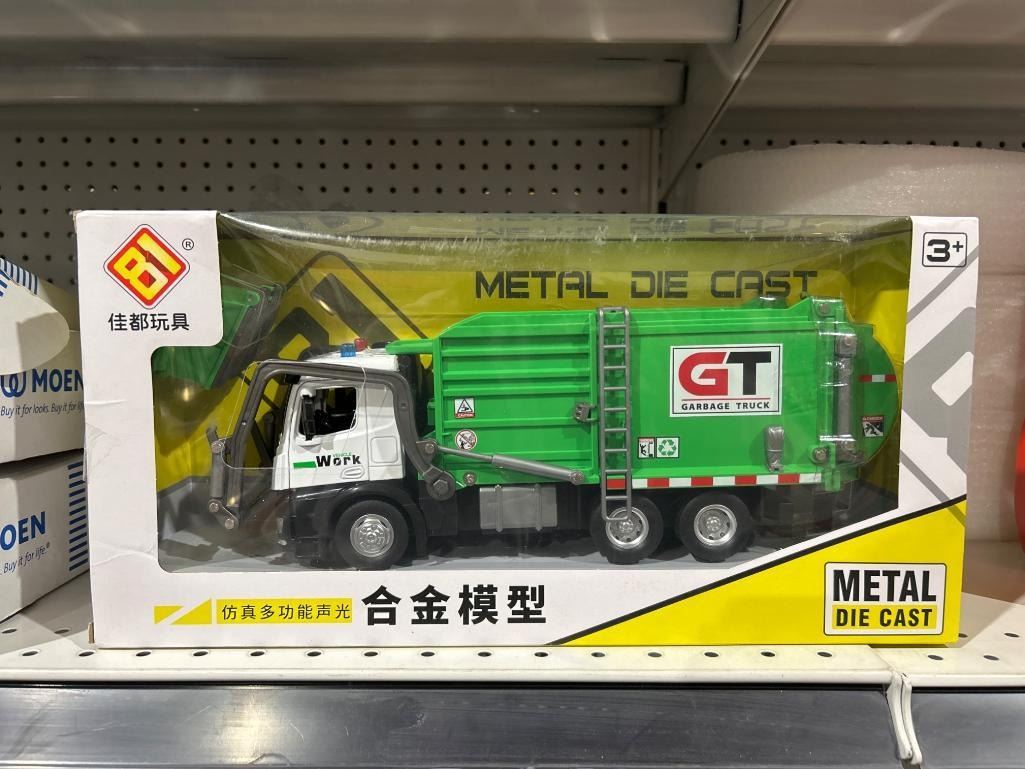 81
®
佳都玩具
METAL DIE CAST
3+
GT
GARBAGE TRUCK
CAUTION
VEHICLE
Work
MOEN
Buy it for looks. Buy it for life
OEN
Buy it for life.®
仿真多功能声光
合金模型
METAL
DIE CAST